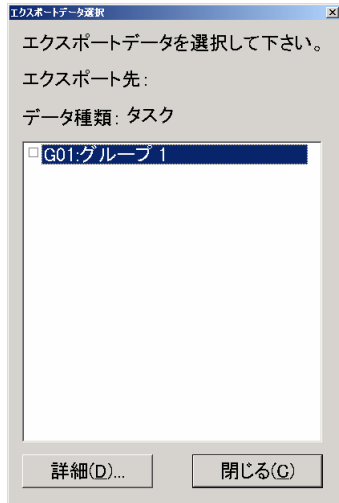 エクスポートデータ選択
エクスポートデータを選択して下さい。
エクスポート先:
データ種類: タスク
G01:グループ 1
詳細(D)...
閉じる(C)